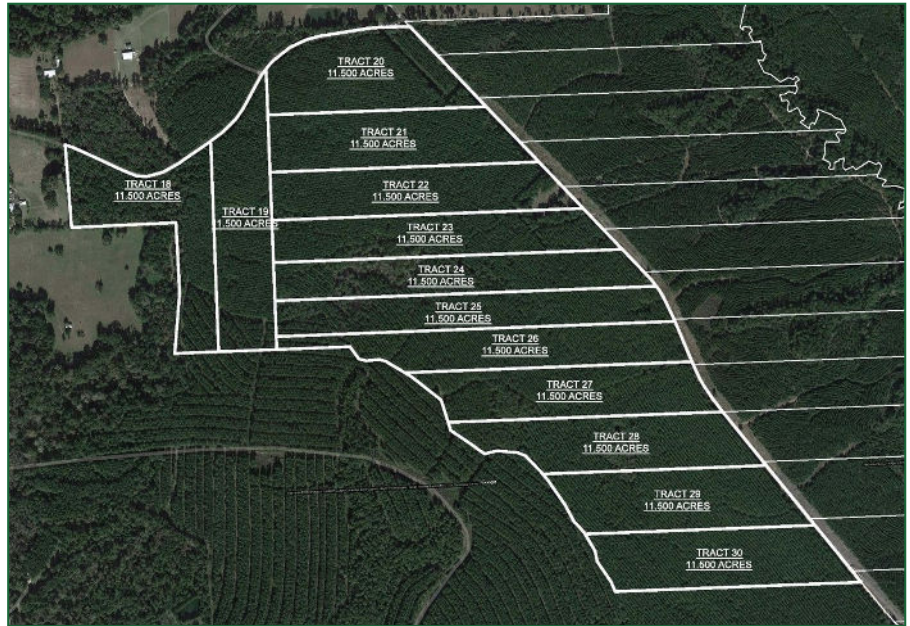 TRACT 20
11.500 ACRES
TRACT 21
11.500 ACRES
TRACT 22
11.500 ACRES
TRACT 18
11.500 ACRES
TRACT 19
11.500 ACRES
TRACT 23
11.500 ACRES
TRACT 24
11.500 ACRES
TRACT 25
11.500 ACRES
TRACT 26
11.500 ACRES
TRACT 27
11.500 ACRES
TRACT 28
11.500 ACRES
TRACT 29
11.500 ACRES
TRACT 30
11.500 ACRES